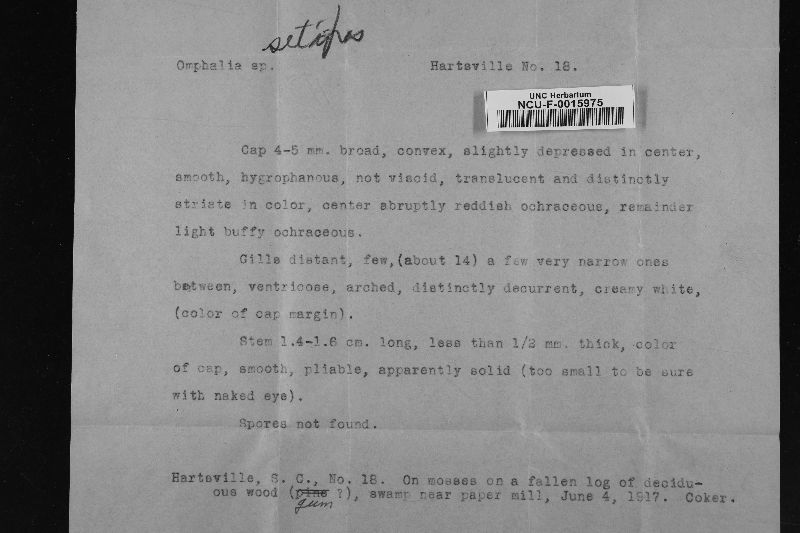 setipes
Omphalia sp. Hartsville No. 18.
UNC Herbarium
NCU-F-0015975
Cap 4-5 mm. broad, convex, slightly depressed in center,
smooth, hygrophanous, not viscid, translucent and distinctly
striate in color, center abruptly reddish ochraceous, remainder
light buffy ochraceous.
Gills distant, few,(about 14) a few very narrow ones
between, ventricose, arched, distinctly decurrent, creamy white,
(color of cap margin).
Stem 1.4-1.6 cm. long, less than 1/2 mm. thick, color
of cap, smooth, pliable, apparently solid (too small to be sure
with naked eye).
Spores not found.
Hartsville, S. C., No. 18. On mosses on a fallen log of decidu-
ous wood (pine ?), swamp near paper mill, June 4, 1917. Coker.
gum